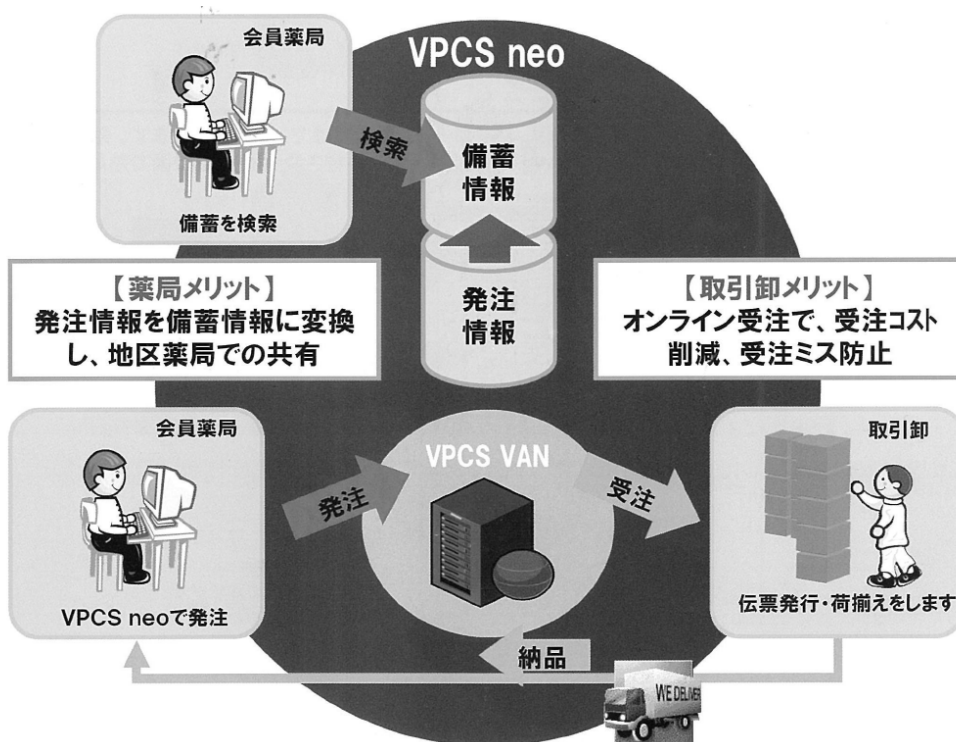 会員薬局
備蓄を検索
検索
VPCS neo
備蓄
情報
発注
情報
【薬局メリット】
発注情報を備蓄情報に変換
し、地区薬局での共有
【取引卸メリット】
オンライン受注で、受注コスト
削減、受注ミス防止
会員薬局
VPCS neoで発注
発注
VPCS VAN
受注
取引卸
伝票発行・荷揃えをします
納品
WE DELIVER